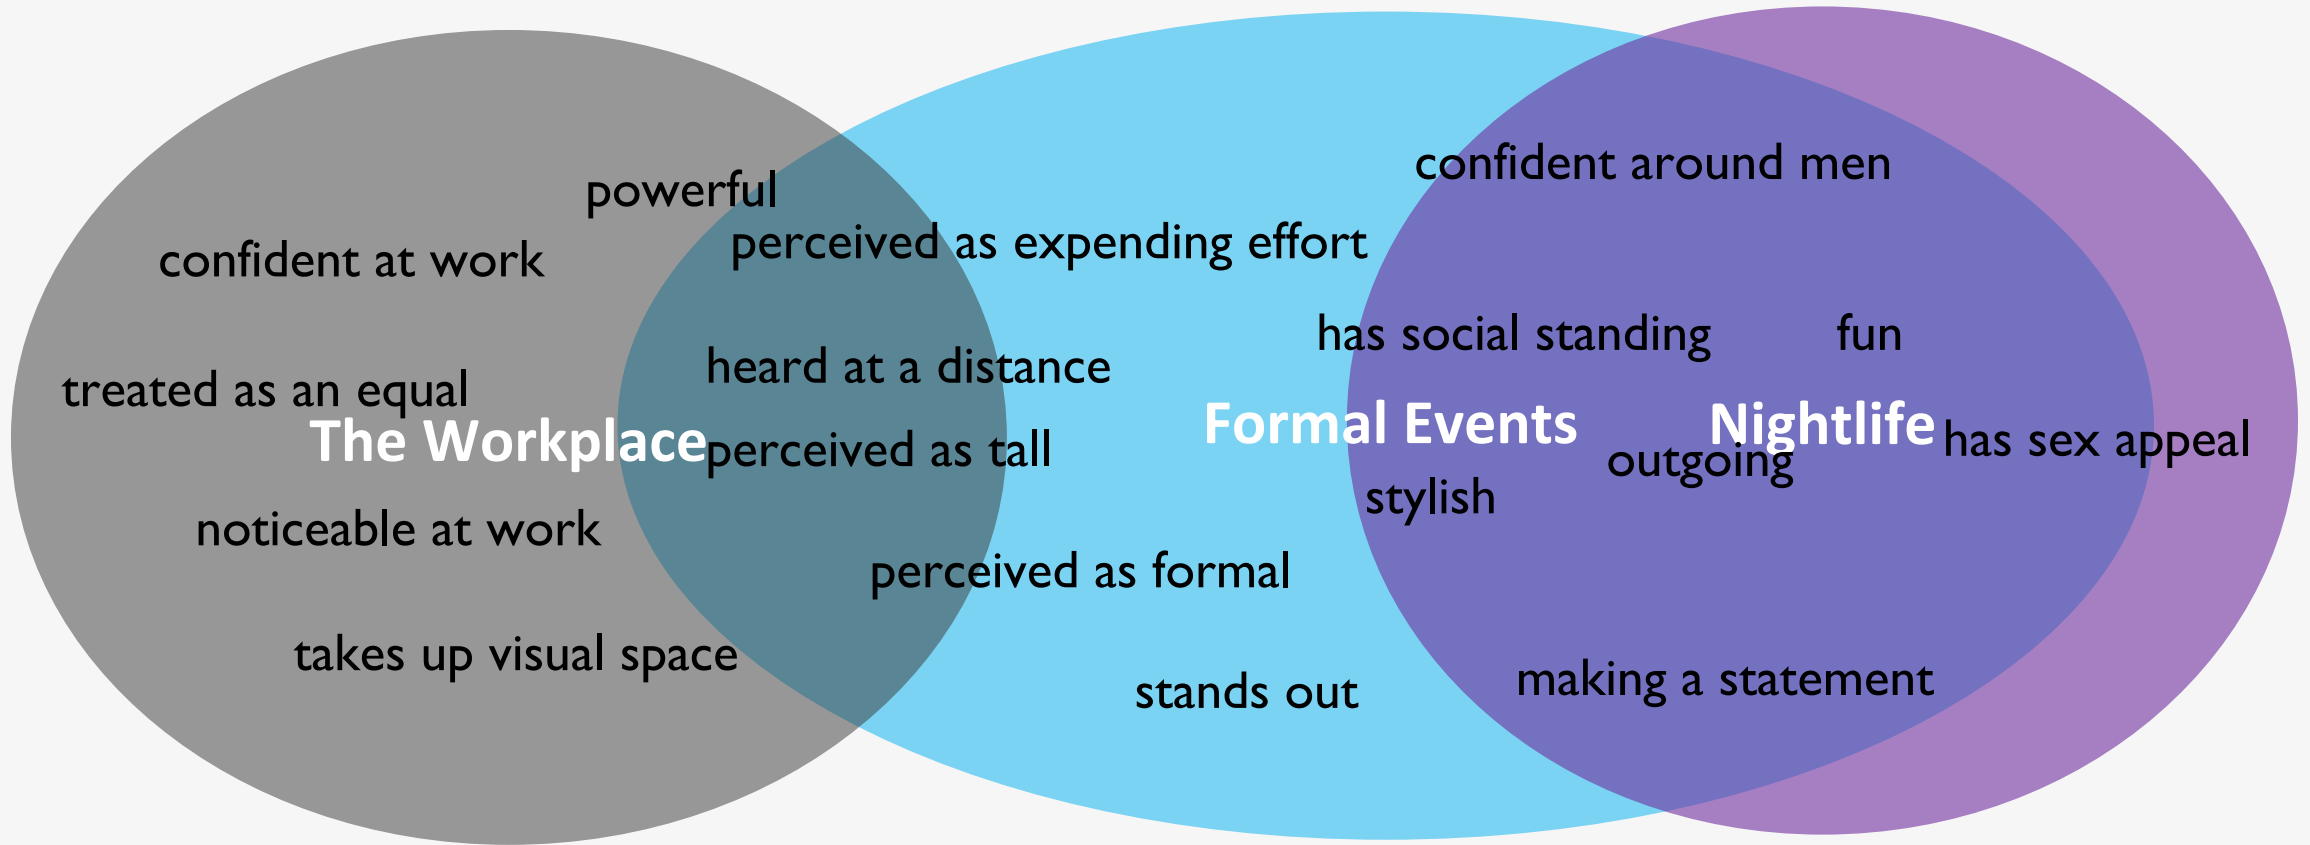 powerful
confident around men
confident at work
perceived as expending effort
has social standing
fun
heard at a distance
treated as an equal
The Workplace
perceived as tall
Formal Events
Nightlife
has sex appeal
outgoing
stylish
noticeable at work
perceived as formal
takes up visual space
stands out
making a statement